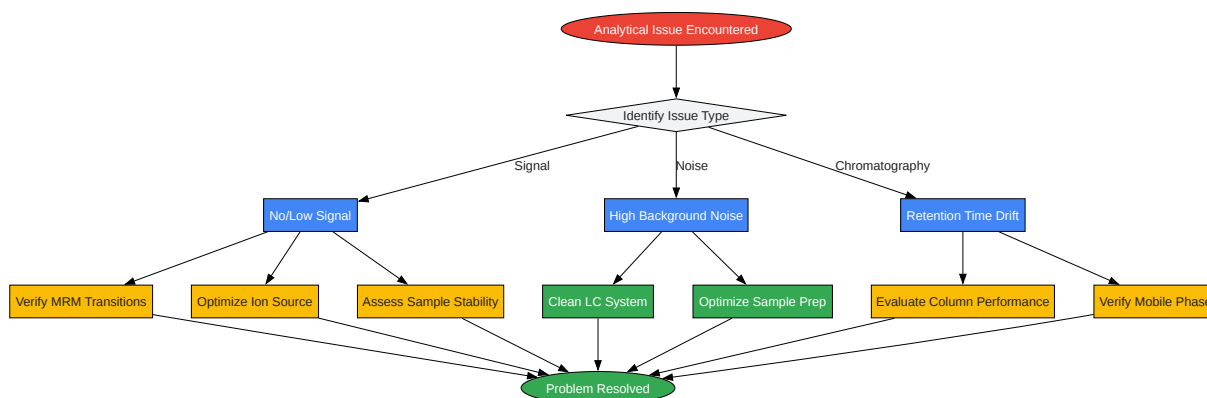 Analytical Issue Encountered
Identify Issue Type
Signal
Noise
Chromatography
No/Low Signal
High Background Noise
Retention Time Drift
Verify MRM Transitions
Optimize Ion Source
Assess Sample Stability
Clean LC System
Optimize Sample Prep
Evaluate Column Performance
Verify Mobile Phase
Problem Resolved